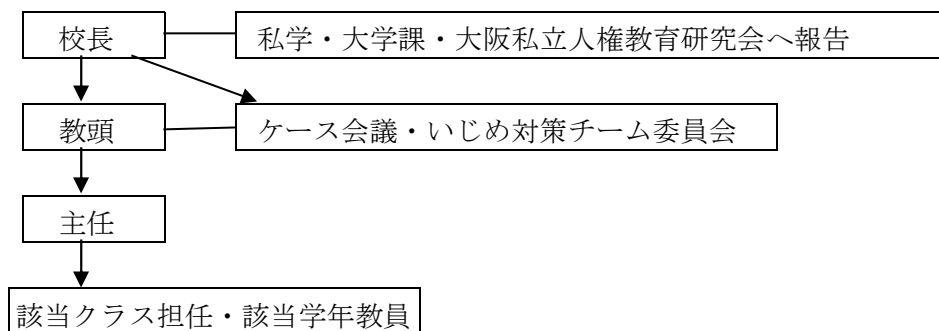 校長
私学・大学課・大阪私立人権教育研究会へ報告
教頭
ケース会議・いじめ対策チーム委員会
主任
該当クラス担任・該当学年教員